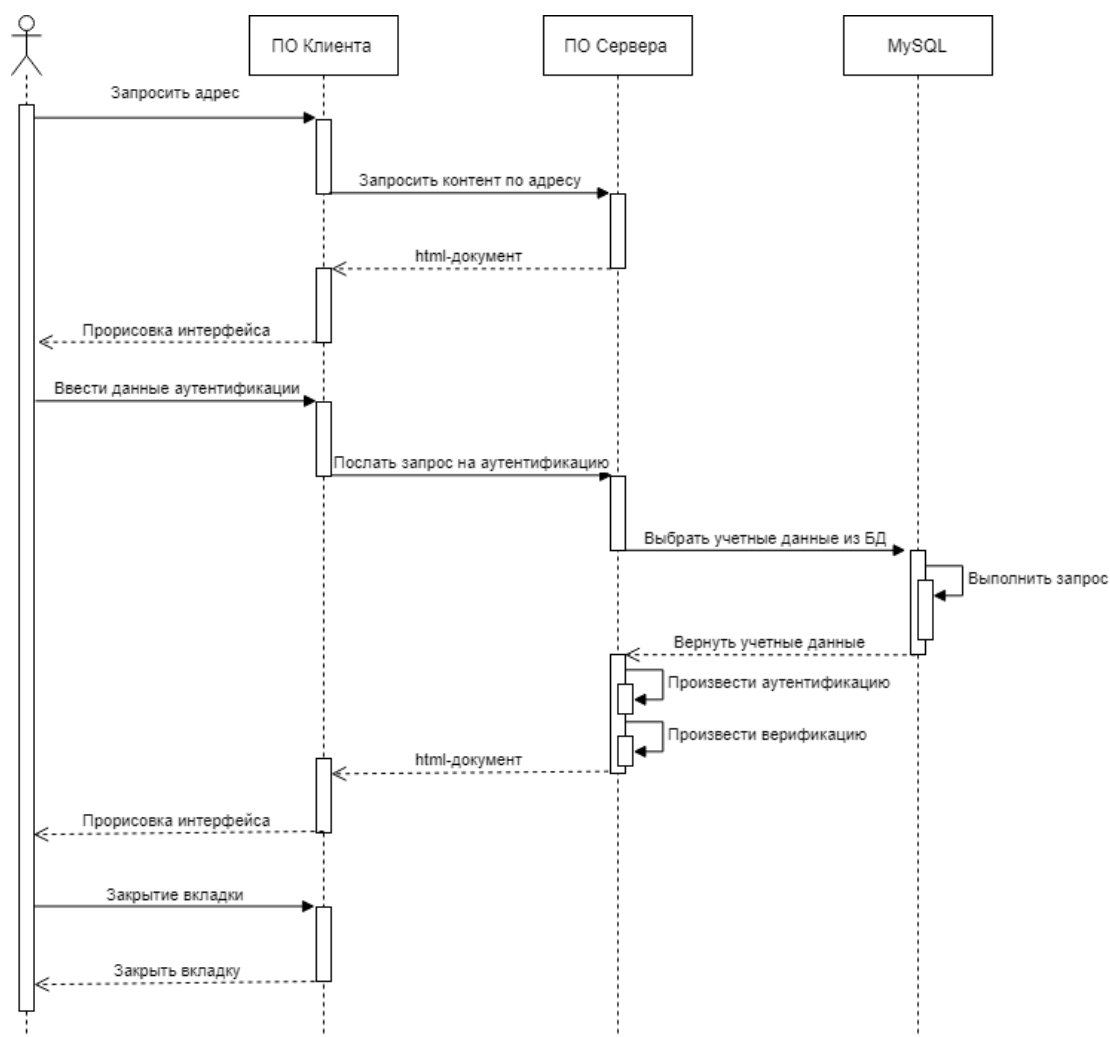 ПО Клиента
ПО Сервера
MySQL
Запросить адрес
Запросить контент по адресу
html-документ
Прорисовка интерфейса
Ввести данные аутентификации
Послать запрос на аутентификацию
Выбрать учетные данные из БД
Выполнить запрос
Вернуть учетные данные
Произвести аутентификацию
Произвести верификацию
html-документ
Прорисовка интерфейса
Закрытие вкладки
Закрыть вкладку